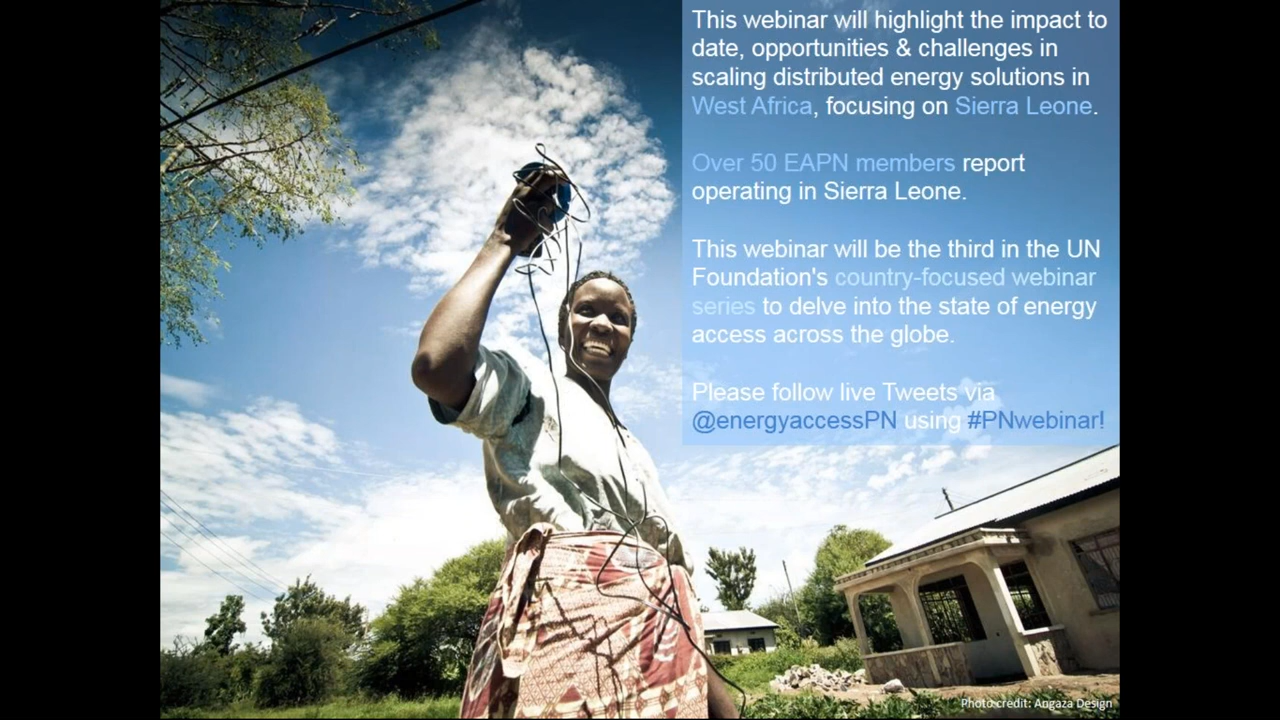 This webinar will highlight the impact to
date, opportunities & challenges in
scaling distributed energy solutions in
West Africa, focusing on Sierra Leone.
Over 50 EAPN members report
operating in Sierra Leone.
This webinar will be the third in the UN
Foundation's country-focused webinar
series to delve into the state of energy
access across the globe.
Please follow live Tweets via
@energyaccessPN using #PNwebinar!
Photo credit: Angaza Design